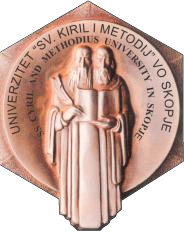 UNIVERZITET "SV. KIRIL I METODIJ" VO SKOPJE
SS CYRIL AND METHODIUS UNIVERSITY IN SKOPJE